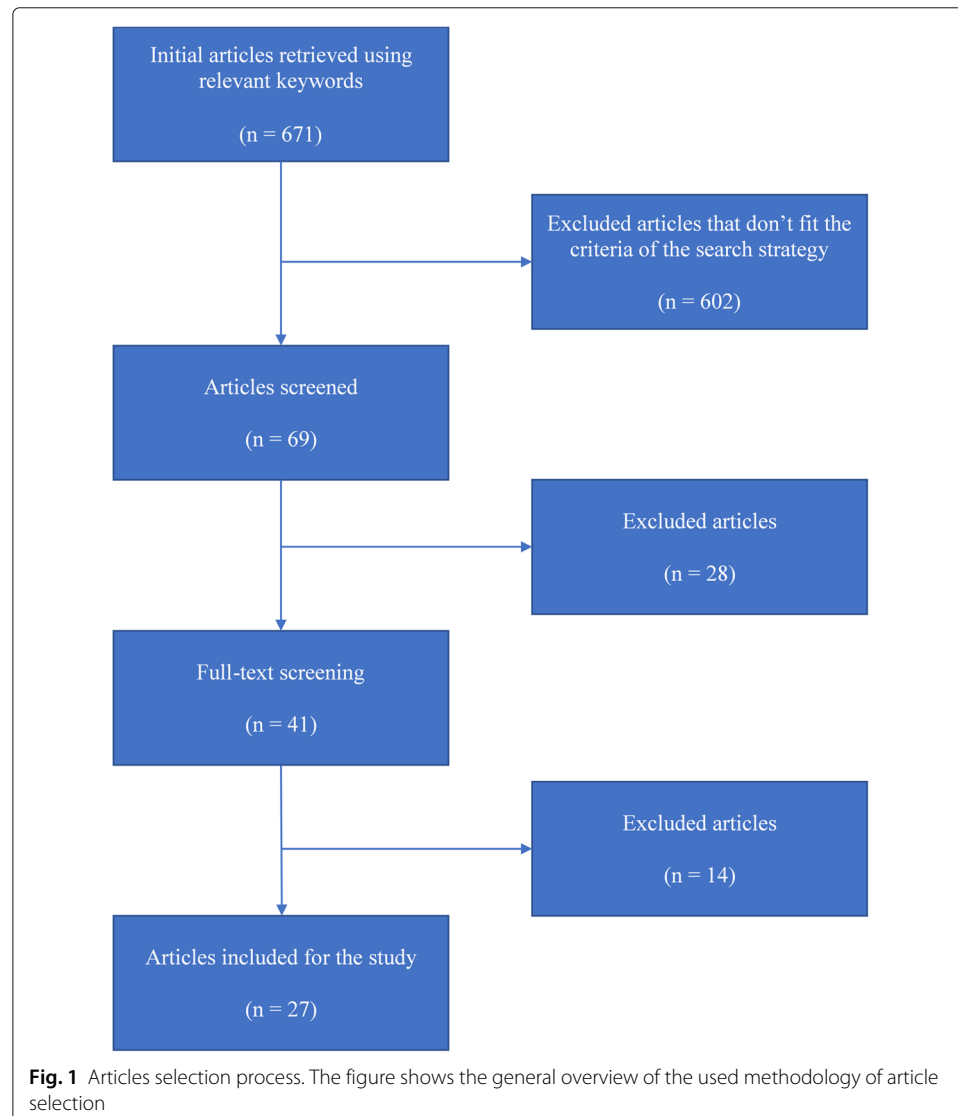 Initial articles retrieved using
relevant keywords
(n = 671)
Excluded articles that don’t fit the
criteria of the search strategy
(n = 602)
Articles screened
(n = 69)
Excluded articles
(n = 28)
Full-text screening
(n = 41)
Excluded articles
(n = 14)
Articles included for the study
(n = 27)
Fig. 1 Articles selection process. The figure shows the general overview of the used methodology of article
selection